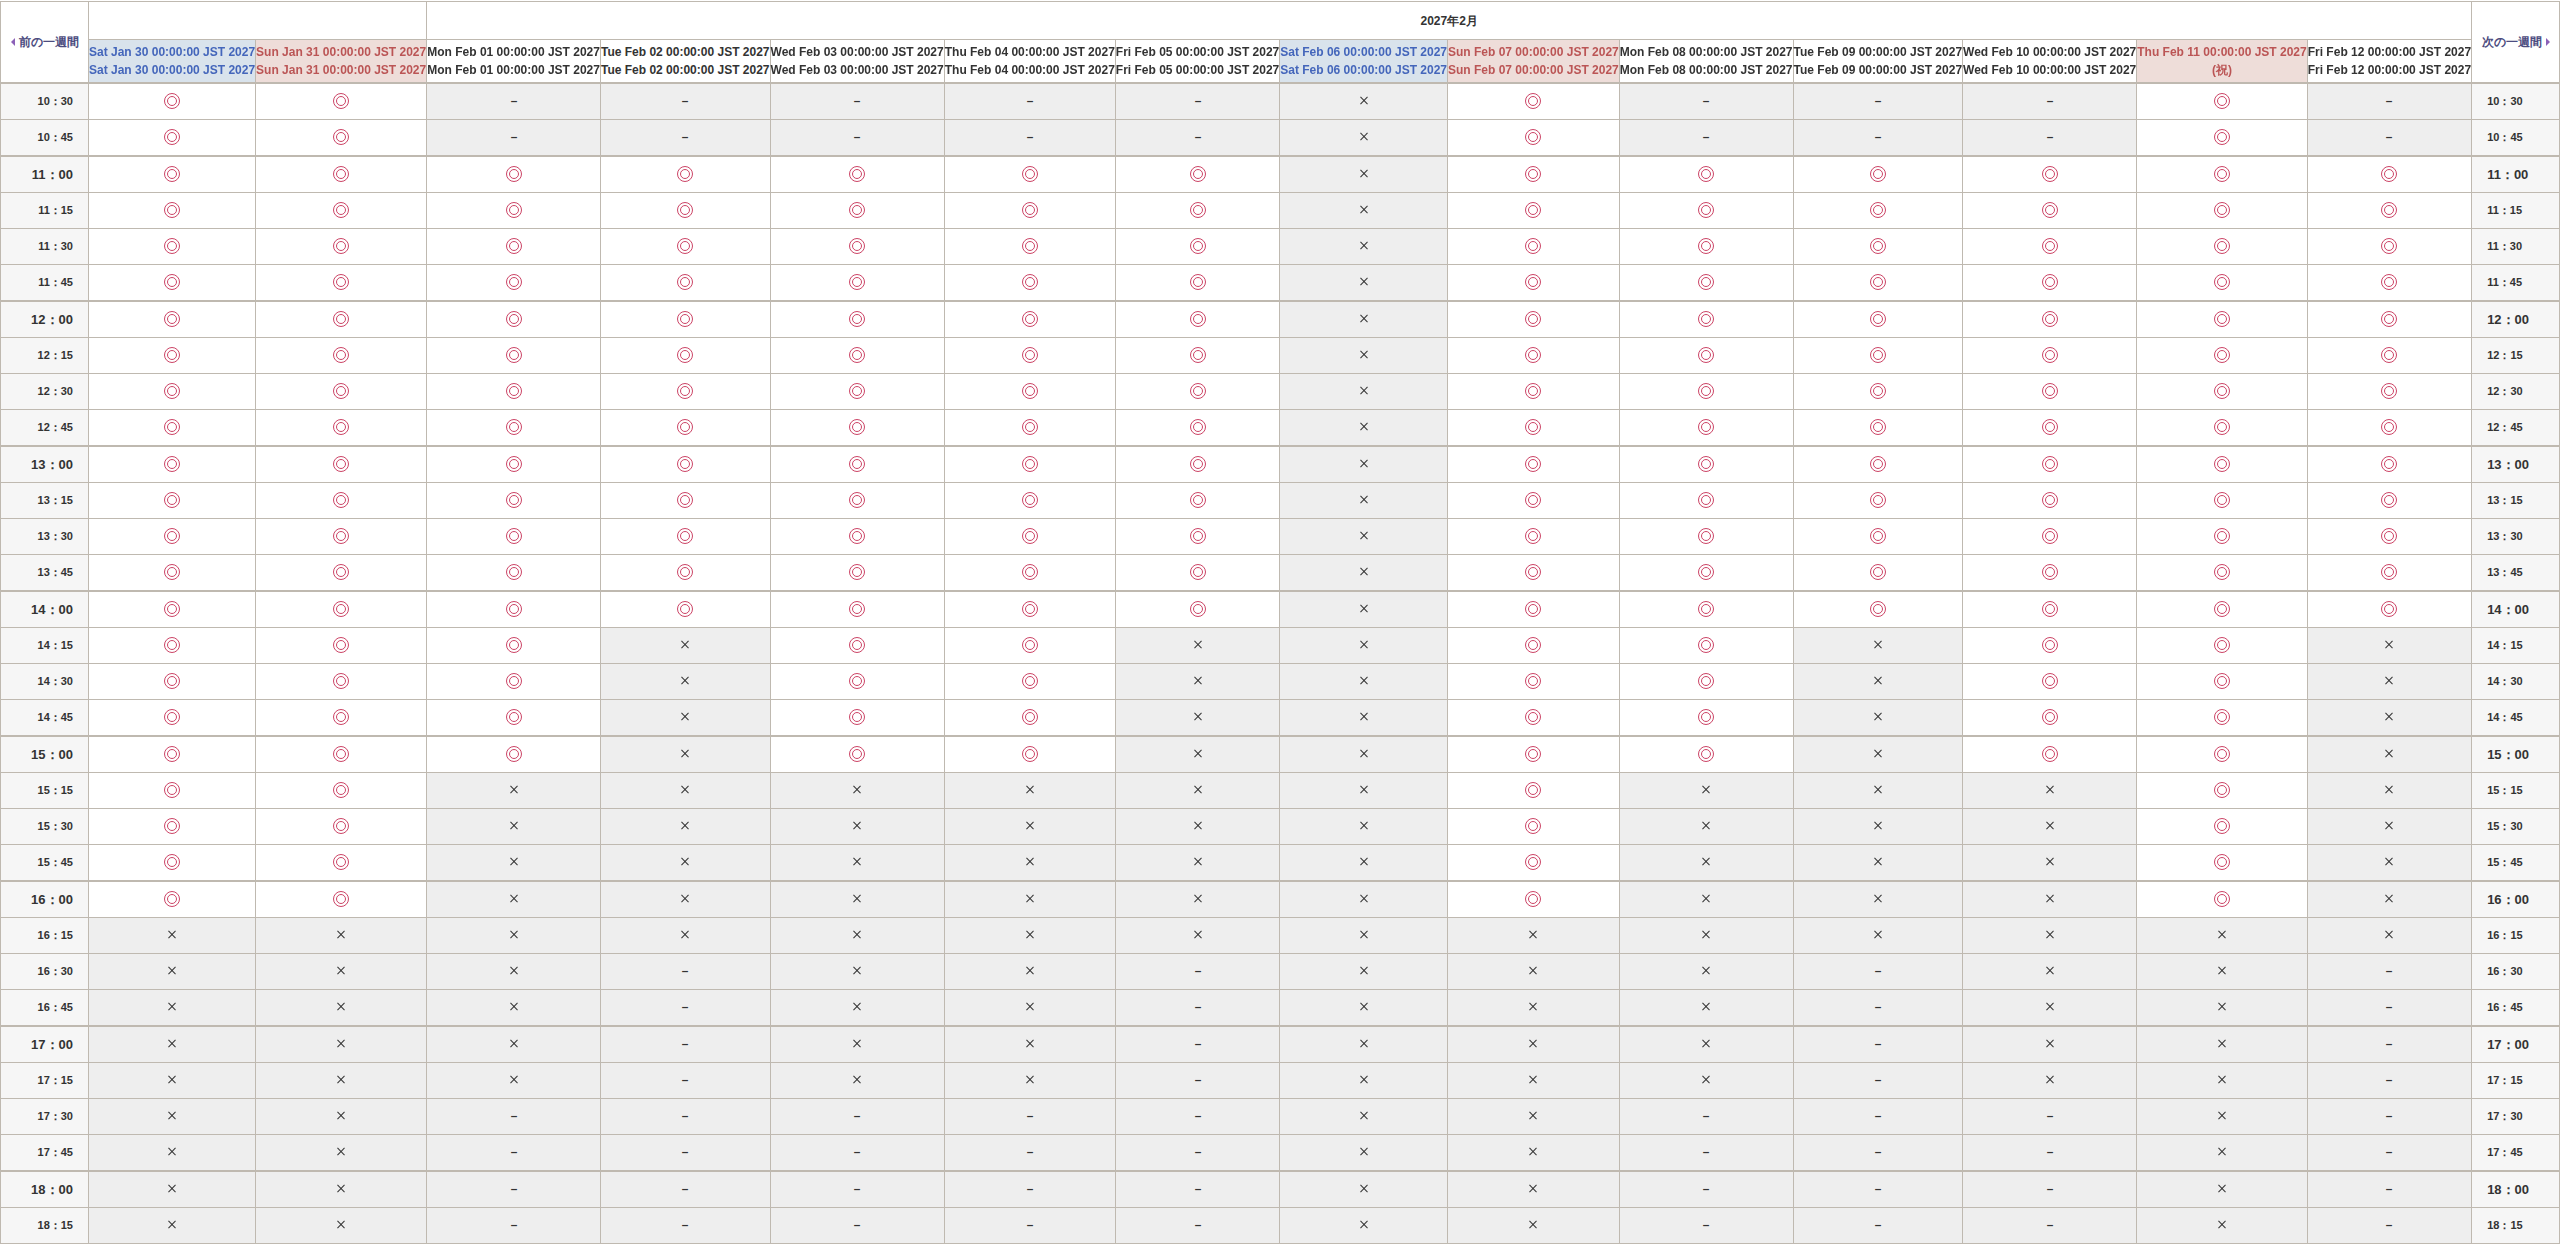 2027年2月
前の一週間
次の一週間
Sat Jan 30 00:00:00 JST 2027 Sun Jan 31 00:00:00 JST 2027 Mon Feb 01 00:00:00 JST 2027 Tue Feb 02 00:00:00 JST 2027 Wed Feb 03 00:00:00 JST 2027 Thu Feb 04 00:00:00 JST 2027 Fri Feb 05 00:00:00 JST 2027 Sat Feb 06 00:00:00 JST 2027 Sun Feb 07 00:00:00 JST 2027 Mon Feb 08 00:00:00 JST 2027 Tue Feb 09 00:00:00 JST 2027 Wed Feb 10 00:00:00 JST 2027 Thu Feb 11 00:00:00 JST 2027 Fri Feb 12 00:00:00 JST 2027
Sat Jan 30 00:00:00 JST 2027 Sun Jan 31 00:00:00 JST 2027 Mon Feb 01 00:00:00 JST 2027 Tue Feb 02 00:00:00 JST 2027 Wed Feb 03 00:00:00 JST 2027 Thu Feb 04 00:00:00 JST 2027 Fri Feb 05 00:00:00 JST 2027 Sat Feb 06 00:00:00 JST 2027 Sun Feb 07 00:00:00 JST 2027 Mon Feb 08 00:00:00 JST 2027 Tue Feb 09 00:00:00 JST 2027 Wed Feb 10 00:00:00 JST 2027 (祝) Fri Feb 12 00:00:00 JST 2027
10：30 ◎ ◎ － － － － － × ◎ － － － ◎ － 10：30
10：45 ◎ ◎ － － － － － × ◎ － － － ◎ － 10：45
11：00 ◎ ◎ ◎ ◎ ◎ ◎ ◎ × ◎ ◎ ◎ ◎ ◎ ◎ 11：00
11：15 ◎ ◎ ◎ ◎ ◎ ◎ ◎ × ◎ ◎ ◎ ◎ ◎ ◎ 11：15
11：30 ◎ ◎ ◎ ◎ ◎ ◎ ◎ × ◎ ◎ ◎ ◎ ◎ ◎ 11：30
11：45 ◎ ◎ ◎ ◎ ◎ ◎ ◎ × ◎ ◎ ◎ ◎ ◎ ◎ 11：45
12：00 ◎ ◎ ◎ ◎ ◎ ◎ ◎ × ◎ ◎ ◎ ◎ ◎ ◎ 12：00
12：15 ◎ ◎ ◎ ◎ ◎ ◎ ◎ × ◎ ◎ ◎ ◎ ◎ ◎ 12：15
12：30 ◎ ◎ ◎ ◎ ◎ ◎ ◎ × ◎ ◎ ◎ ◎ ◎ ◎ 12：30
12：45 ◎ ◎ ◎ ◎ ◎ ◎ ◎ × ◎ ◎ ◎ ◎ ◎ ◎ 12：45
13：00 ◎ ◎ ◎ ◎ ◎ ◎ ◎ × ◎ ◎ ◎ ◎ ◎ ◎ 13：00
13：15 ◎ ◎ ◎ ◎ ◎ ◎ ◎ × ◎ ◎ ◎ ◎ ◎ ◎ 13：15
13：30 ◎ ◎ ◎ ◎ ◎ ◎ ◎ × ◎ ◎ ◎ ◎ ◎ ◎ 13：30
13：45 ◎ ◎ ◎ ◎ ◎ ◎ ◎ × ◎ ◎ ◎ ◎ ◎ ◎ 13：45
14：00 ◎ ◎ ◎ ◎ ◎ ◎ ◎ × ◎ ◎ ◎ ◎ ◎ ◎ 14：00
14：15 ◎ ◎ ◎ × ◎ ◎ × × ◎ ◎ × ◎ ◎ × 14：15
14：30 ◎ ◎ ◎ × ◎ ◎ × × ◎ ◎ × ◎ ◎ × 14：30
14：45 ◎ ◎ ◎ × ◎ ◎ × × ◎ ◎ × ◎ ◎ × 14：45
15：00 ◎ ◎ ◎ × ◎ ◎ × × ◎ ◎ × ◎ ◎ × 15：00
15：15 ◎ ◎ × × × × × × ◎ × × × ◎ × 15：15
15：30 ◎ ◎ × × × × × × ◎ × × × ◎ × 15：30
15：45 ◎ ◎ × × × × × × ◎ × × × ◎ × 15：45
16：00 ◎ ◎ × × × × × × ◎ × × × ◎ × 16：00
16：15 × × × × × × × × × × × × × × 16：15
16：30 × × × － × × － × × × － × × － 16：30
16：45 × × × － × × － × × × － × × － 16：45
17：00 × × × － × × － × × × － × × － 17：00
17：15 × × × － × × － × × × － × × － 17：15
17：30 × × － － － － － × × － － － × － 17：30
17：45 × × － － － － － × × － － － × － 17：45
18：00 × × － － － － － × × － － － × － 18：00
18：15 × × － － － － － × × － － － × － 18：15